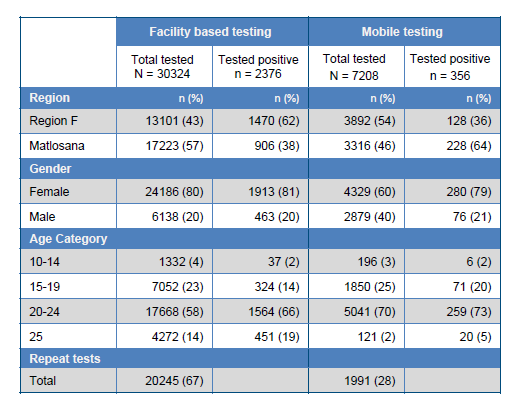 Facility based testing Mobile testing
Total tested Tested positive Total tested Tested positive
N = 30324 n = 2376 N = 7208 n = 356
Region n (%) n (%) n (%) n (%)
Region F 13101 (43) 1470 (62) 3892 (54) 128 (36)
Matlosana 17223 (57) 906 (38) 3316 (46) 228 (64)
Gender
Female 24186 (80) 1913 (81) 4329 (60) 280 (79)
Male 6138 (20) 463 (20) 2879 (40) 76 (21)
Age Category
10-14 1332 (4) 37 (2) 196 (3) 6 (2)
15-19 7052 (23) 324 (14) 1850 (25) 71 (20)
20-24 17668 (58) 1564 (66) 5041 (70) 259 (73)
25 4272 (14) 451 (19) 121 (2) 20 (5)
Repeat tests
Total 20245 (67) 1991 (28)